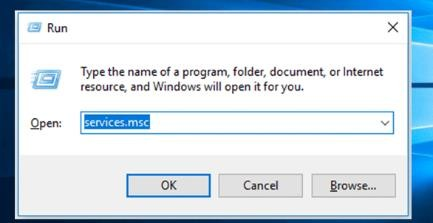 Run
Type the name of a program, folder, document, or Internet
resource, and Windows will open it for you.
Open: services.msc
OK Cancel Browse...